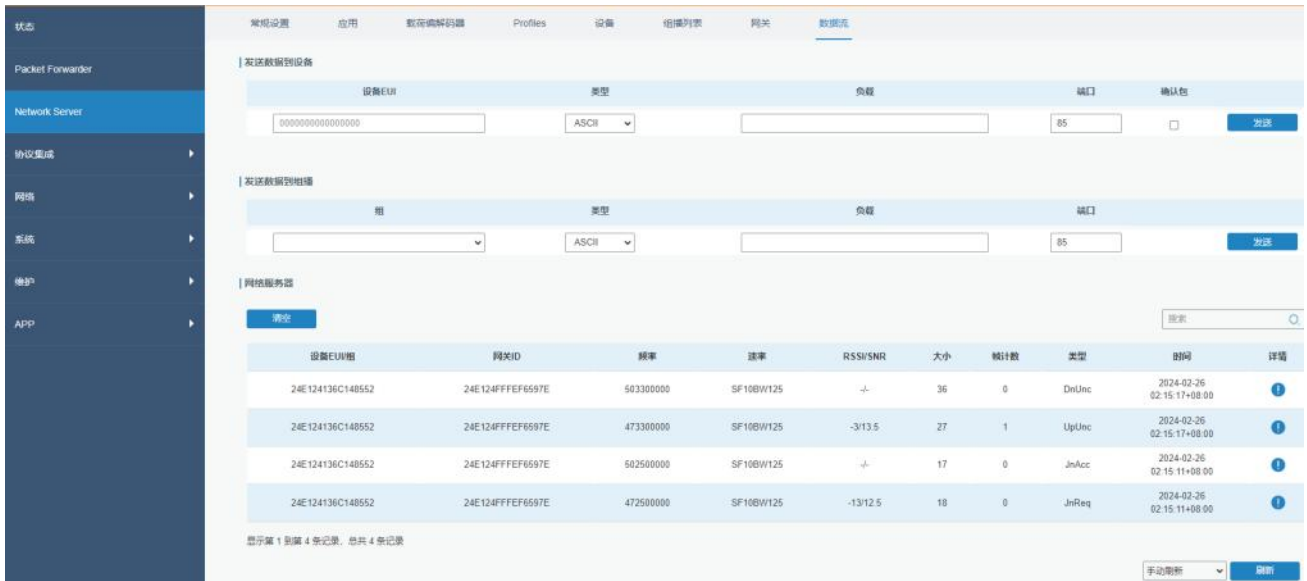 状态
Packet Forwarder
Network Server
协议集成
网络
系统
维护
APP
常规设置 应用 载荷编解码器 Profiles 设备 组播列表 网关 数据流
发送数据到设备
设备EUI 类型 负载 端口 确认包
0000000000000000 ASCII 85 发送
发送数据到组播
组 类型 负载 端口
ASCII 85 发送
网络服务器
清空 搜索
设备EUI/组 网关ID 频率 速率 RSSI/SNR 大小 帧计数 类型 时间 详情
24E124136C148552 24E124FFFEF6597E 503300000 SF10BW125 -/- 36 0 DnUnc 2024-02-26 02:15:17+08:00
24E124136C148552 24E124FFFEF6597E 473300000 SF10BW125 -3/13.5 27 1 UpUnc 2024-02-26 02:15:17+08:00
24E124136C148552 24E124FFFEF6597E 502500000 SF10BW125 -/- 17 0 JnAcc 2024-02-26 02:15:11+08:00
24E124136C148552 24E124FFFEF6597E 472500000 SF10BW125 -13/12.5 18 0 JnReq 2024-02-26 02:15:11+08:00
显示第 1 到第 4 条记录，总共 4 条记录
手动刷新 刷新